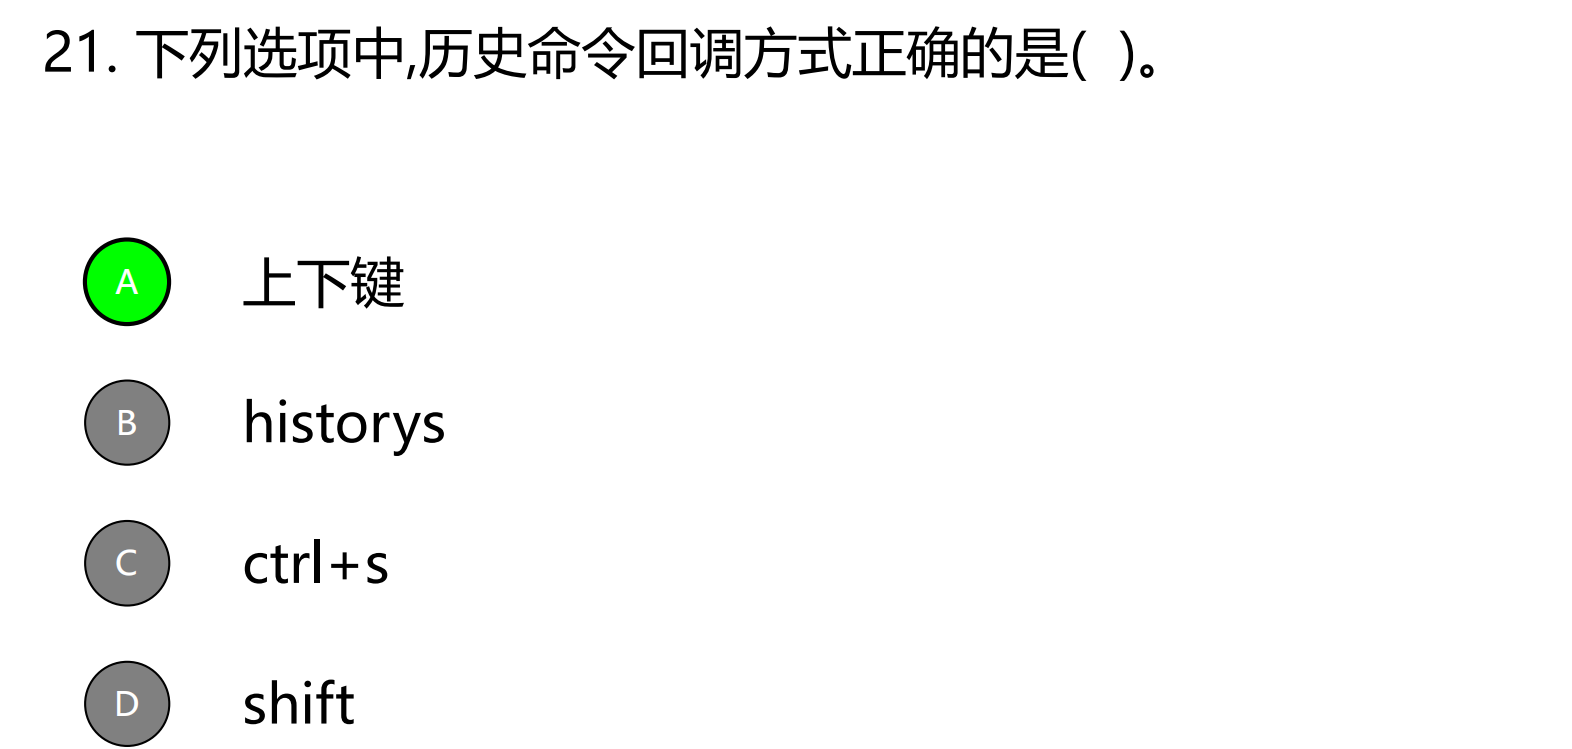 21. 下列选项中,历史命令回调方式正确的是(  )。
A 上下键
B historys
C ctrl+s
D shift